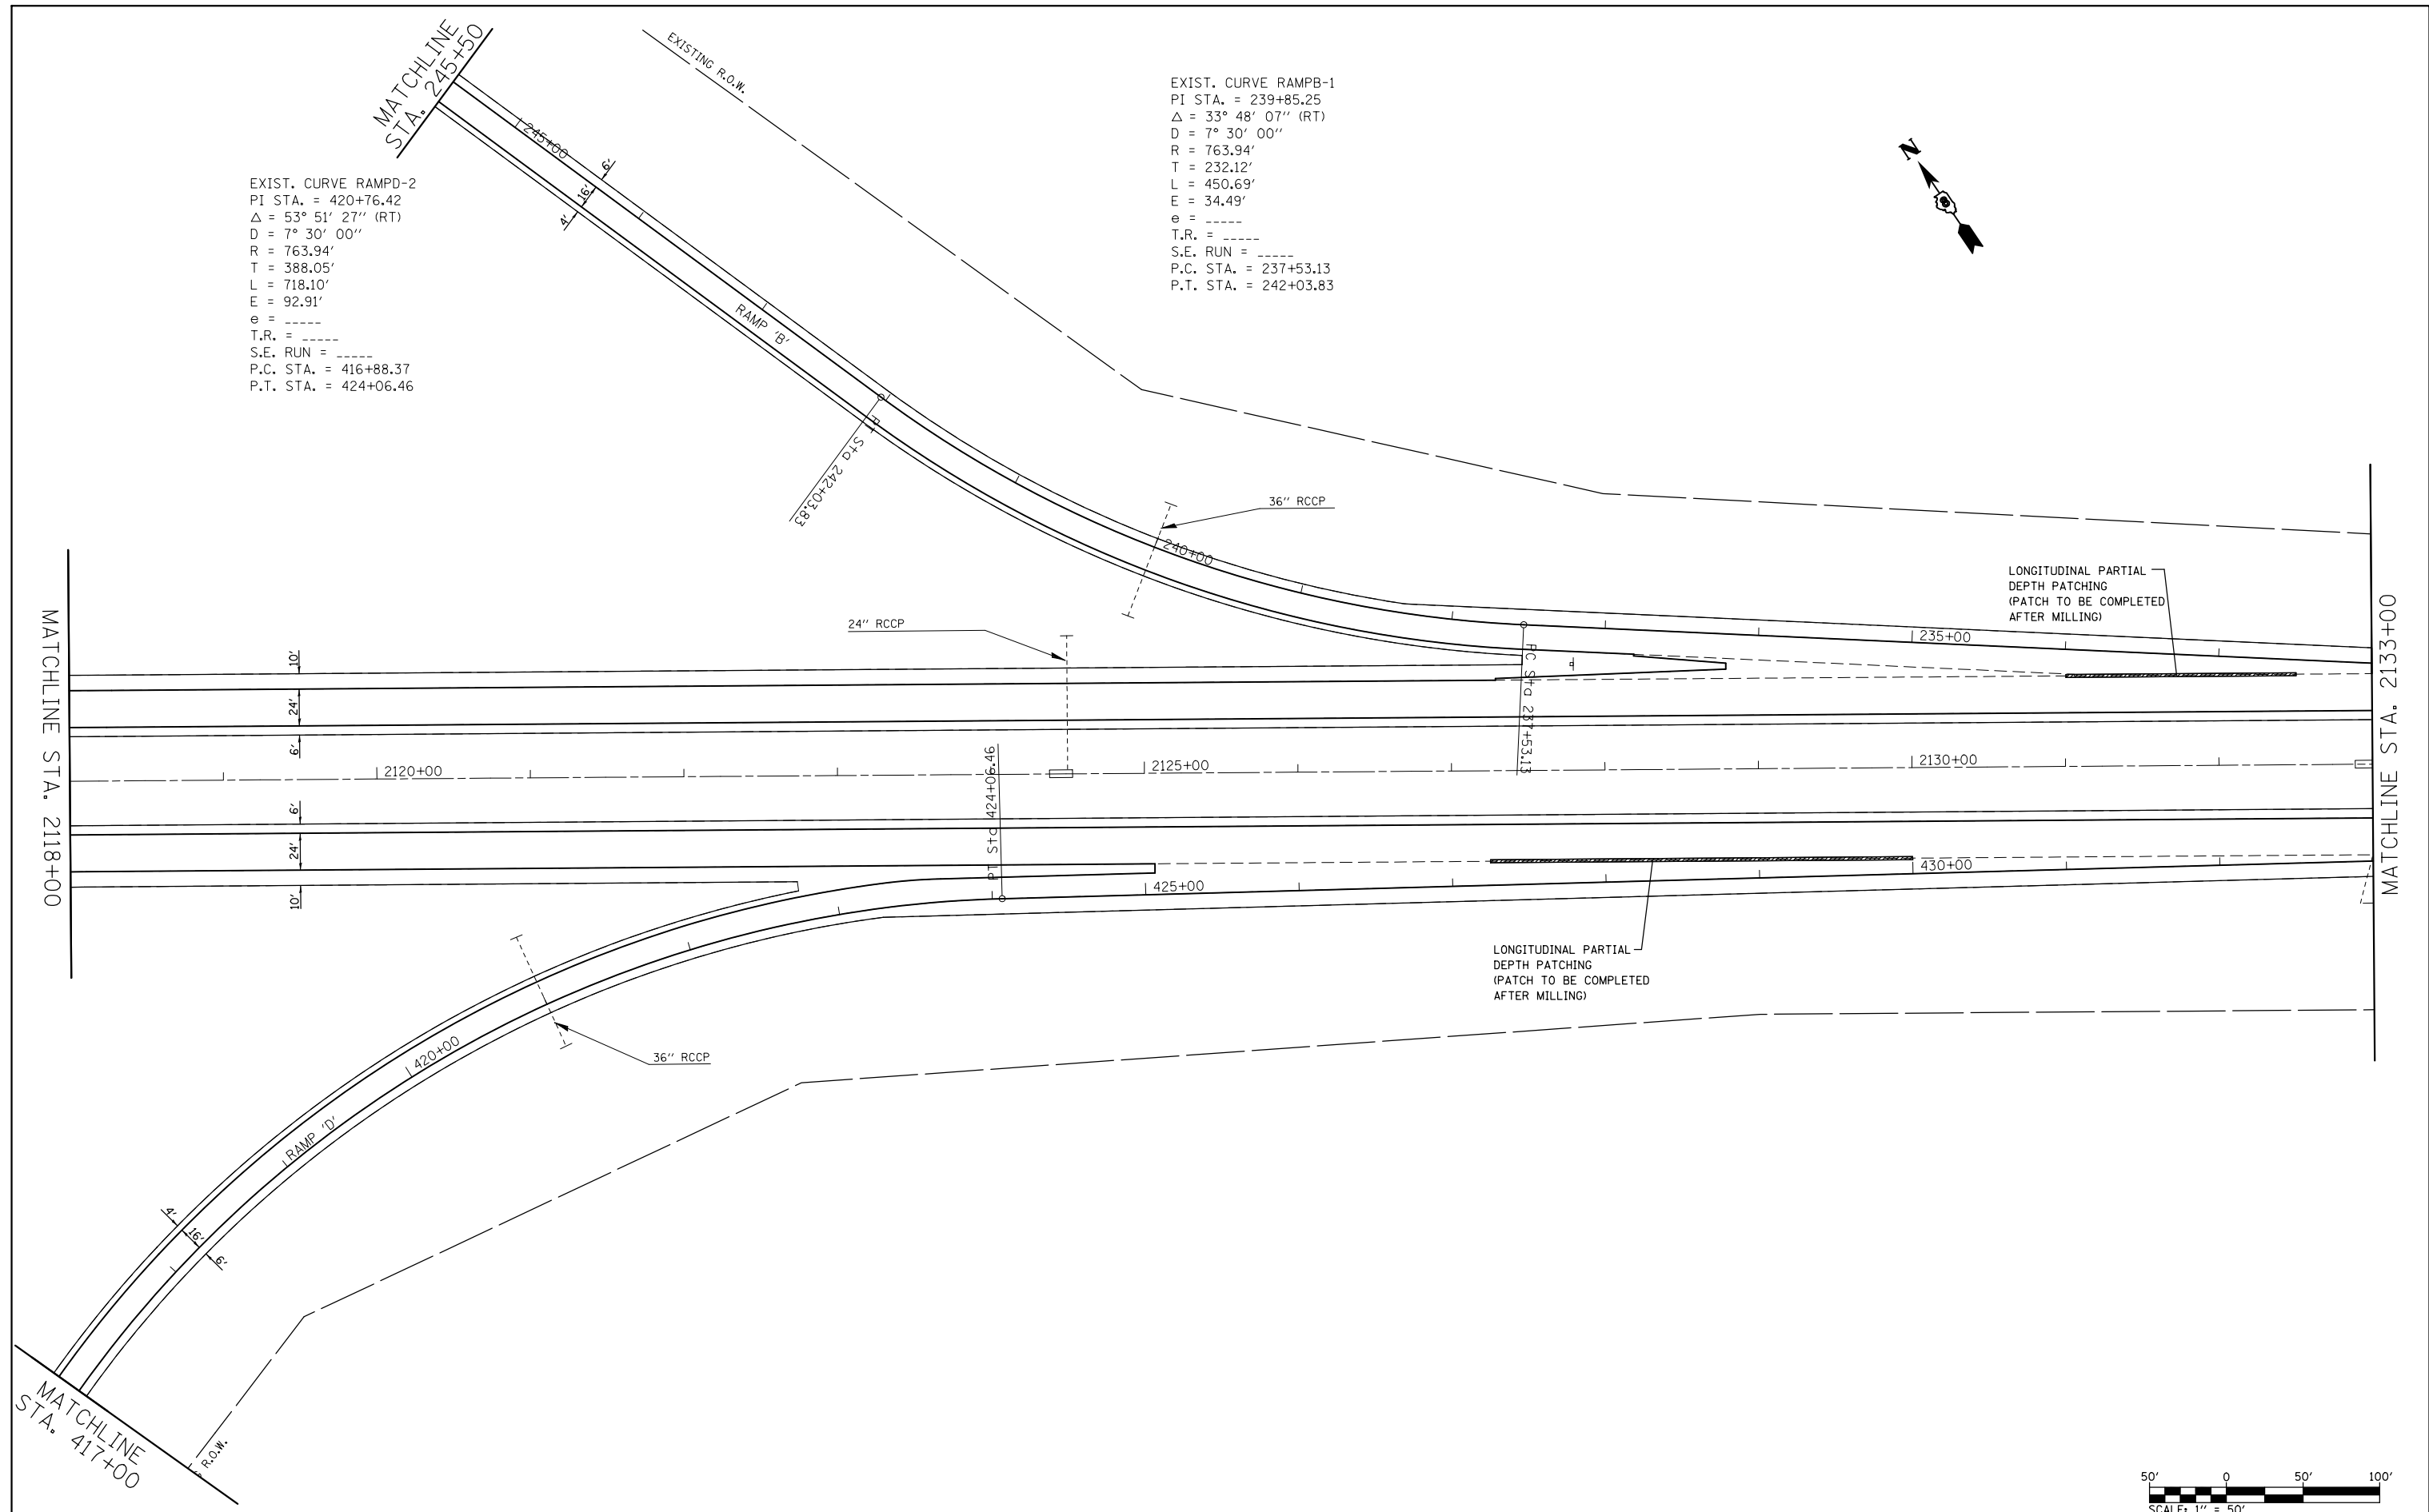 MATCHLINE
STA. 245+50
EXISTING R.O.W.
EXIST. CURVE RAMPB-1
PI STA. = 239+85.25
Δ = 33° 48' 07'' (RT)
D = 7° 30' 00''
R = 763.94'
T = 232.12'
L = 450.69'
E = 34.49'
e = _____
T.R. = _____
S.E. RUN = _____
P.C. STA. = 237+53.13
P.T. STA. = 242+03.83
N
EXIST. CURVE RAMPD-2
PI STA. = 420+76.42
Δ = 53° 51' 27'' (RT)
D = 7° 30' 00''
R = 763.94'
T = 388.05'
L = 718.10'
E = 92.91'
e = _____
T.R. = _____
S.E. RUN = _____
P.C. STA. = 416+88.37
P.T. STA. = 424+06.46
245+00
6'
16'
4'
RAMP 'B'
PT Sta 242+03.83
36'' RCCP
240+00
24'' RCCP
LONGITUDINAL PARTIAL
DEPTH PATCHING
(PATCH TO BE COMPLETED
AFTER MILLING)
235+00
PC Sta 237+53.13
MATCHLINE STA. 2118+00
MATCHLINE STA. 2133+00
10'
24'
6'
2120+00
2125+00
2130+00
6'
24'
10'
PT Sta 424+06.46
425+00
430+00
LONGITUDINAL PARTIAL
DEPTH PATCHING
(PATCH TO BE COMPLETED
AFTER MILLING)
36'' RCCP
420+00
RAMP 'D'
4'
16'
6'
MATCHLINE
STA. 417+00
R.O.W.
50' 0 50' 100'
SCALE: 1'' = 50'